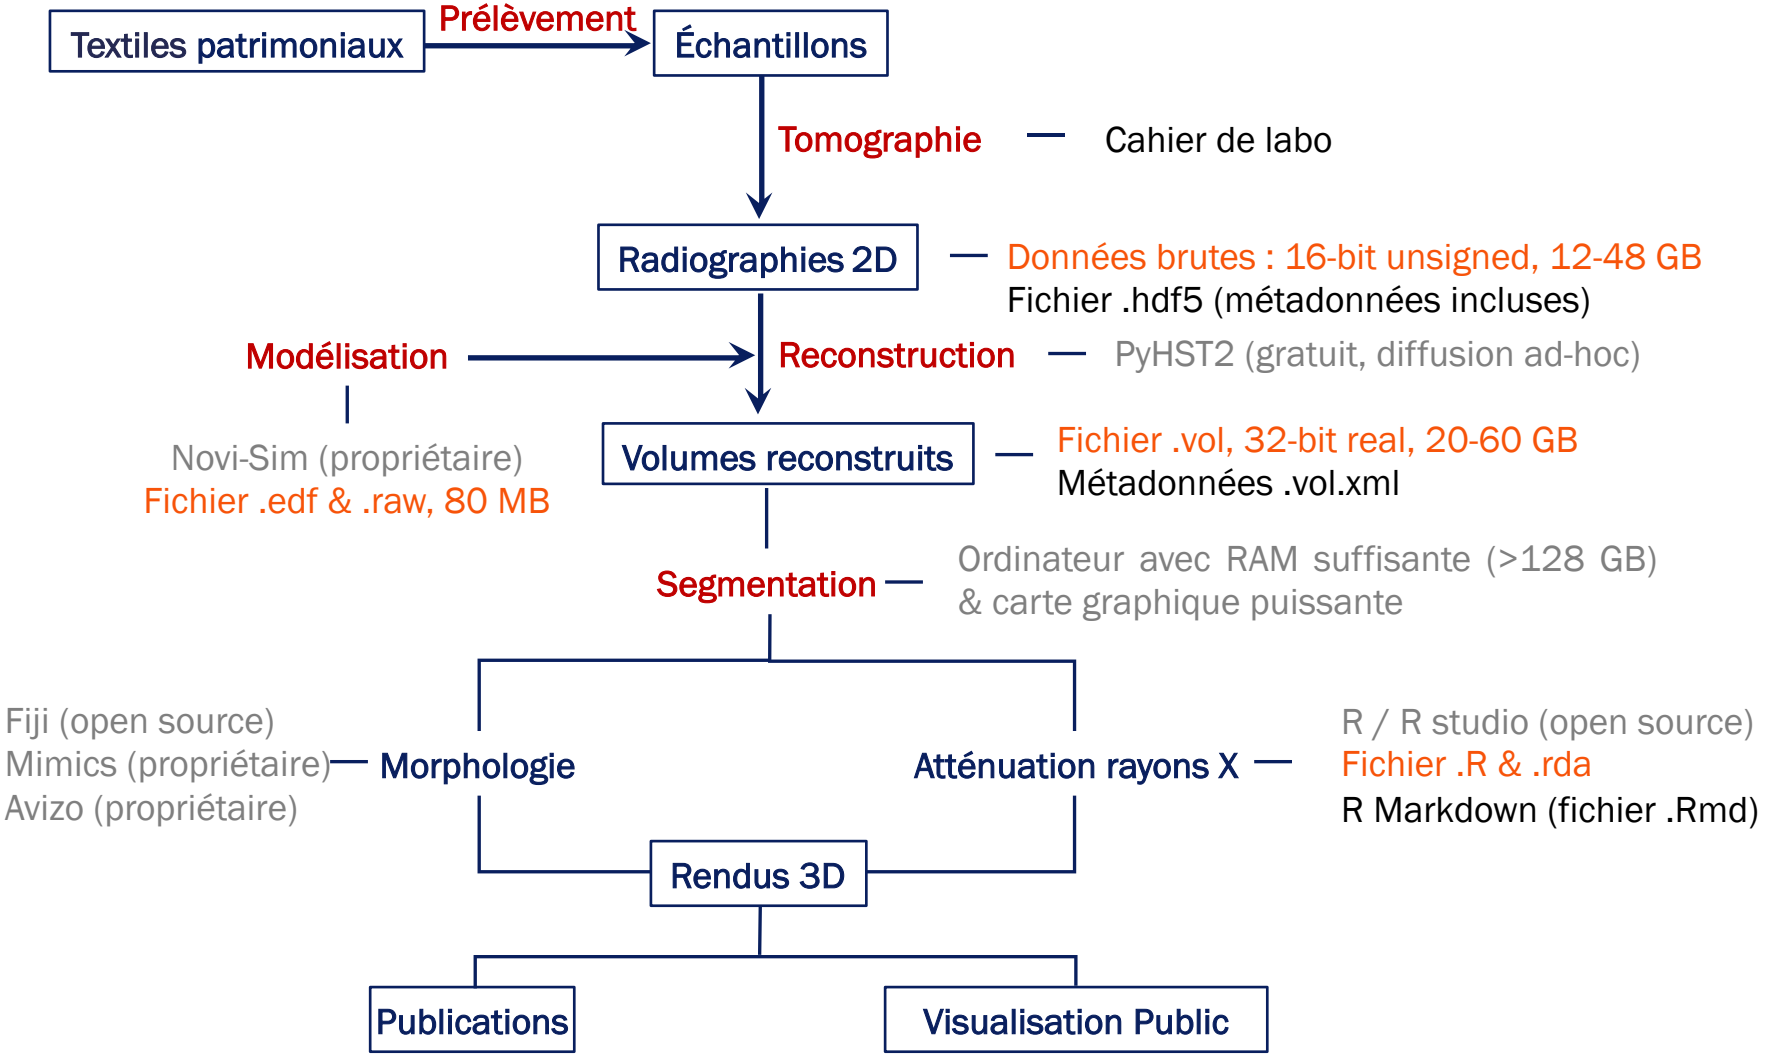 Prélèvement
Textiles patrimoniaux
Échantillons
Tomographie
Cahier de labo
Radiographies 2D
Données brutes : 16-bit unsigned, 12-48 GB
Fichier .hdf5 (métadonnées incluses)
Modélisation
Reconstruction
PyHST2 (gratuit, diffusion ad-hoc)
Novi-Sim (propriétaire)
Fichier .edf & .raw, 80 MB
Volumes reconstruits
Fichier .vol, 32-bit real, 20-60 GB
Métadonnées .vol.xml
Segmentation
Ordinateur avec RAM suffisante (>128 GB)
& carte graphique puissante
Fiji (open source)
Mimics (propriétaire)
Avizo (propriétaire)
Morphologie
Atténuation rayons X
R / R studio (open source)
Fichier .R & .rda
R Markdown (fichier .Rmd)
Rendus 3D
Publications
Visualisation Public